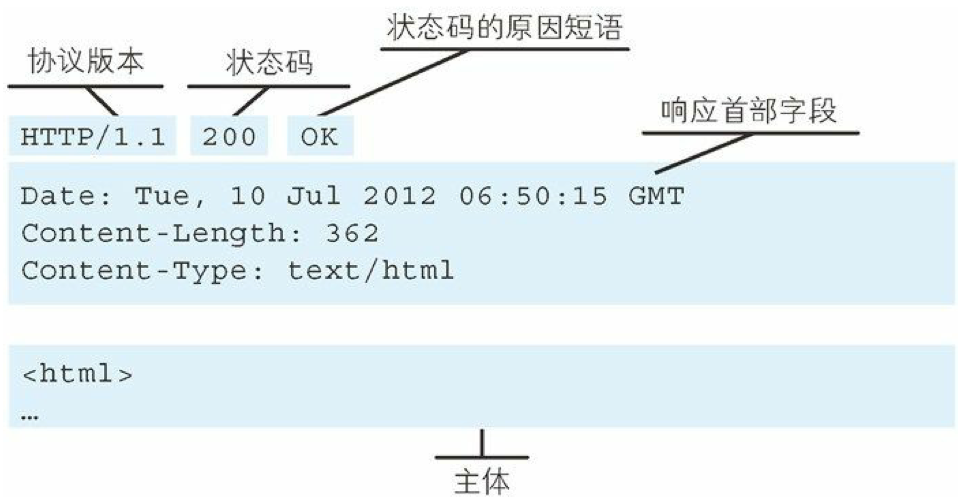 状态码的原因短语
协议版本 状态码
响应首部字段
HTTP/1.1 200 OK
Date: Tue, 10 Jul 2012 06:50:15 GMT
Content-Length: 362
Content-Type: text/html
<html>
…
主体